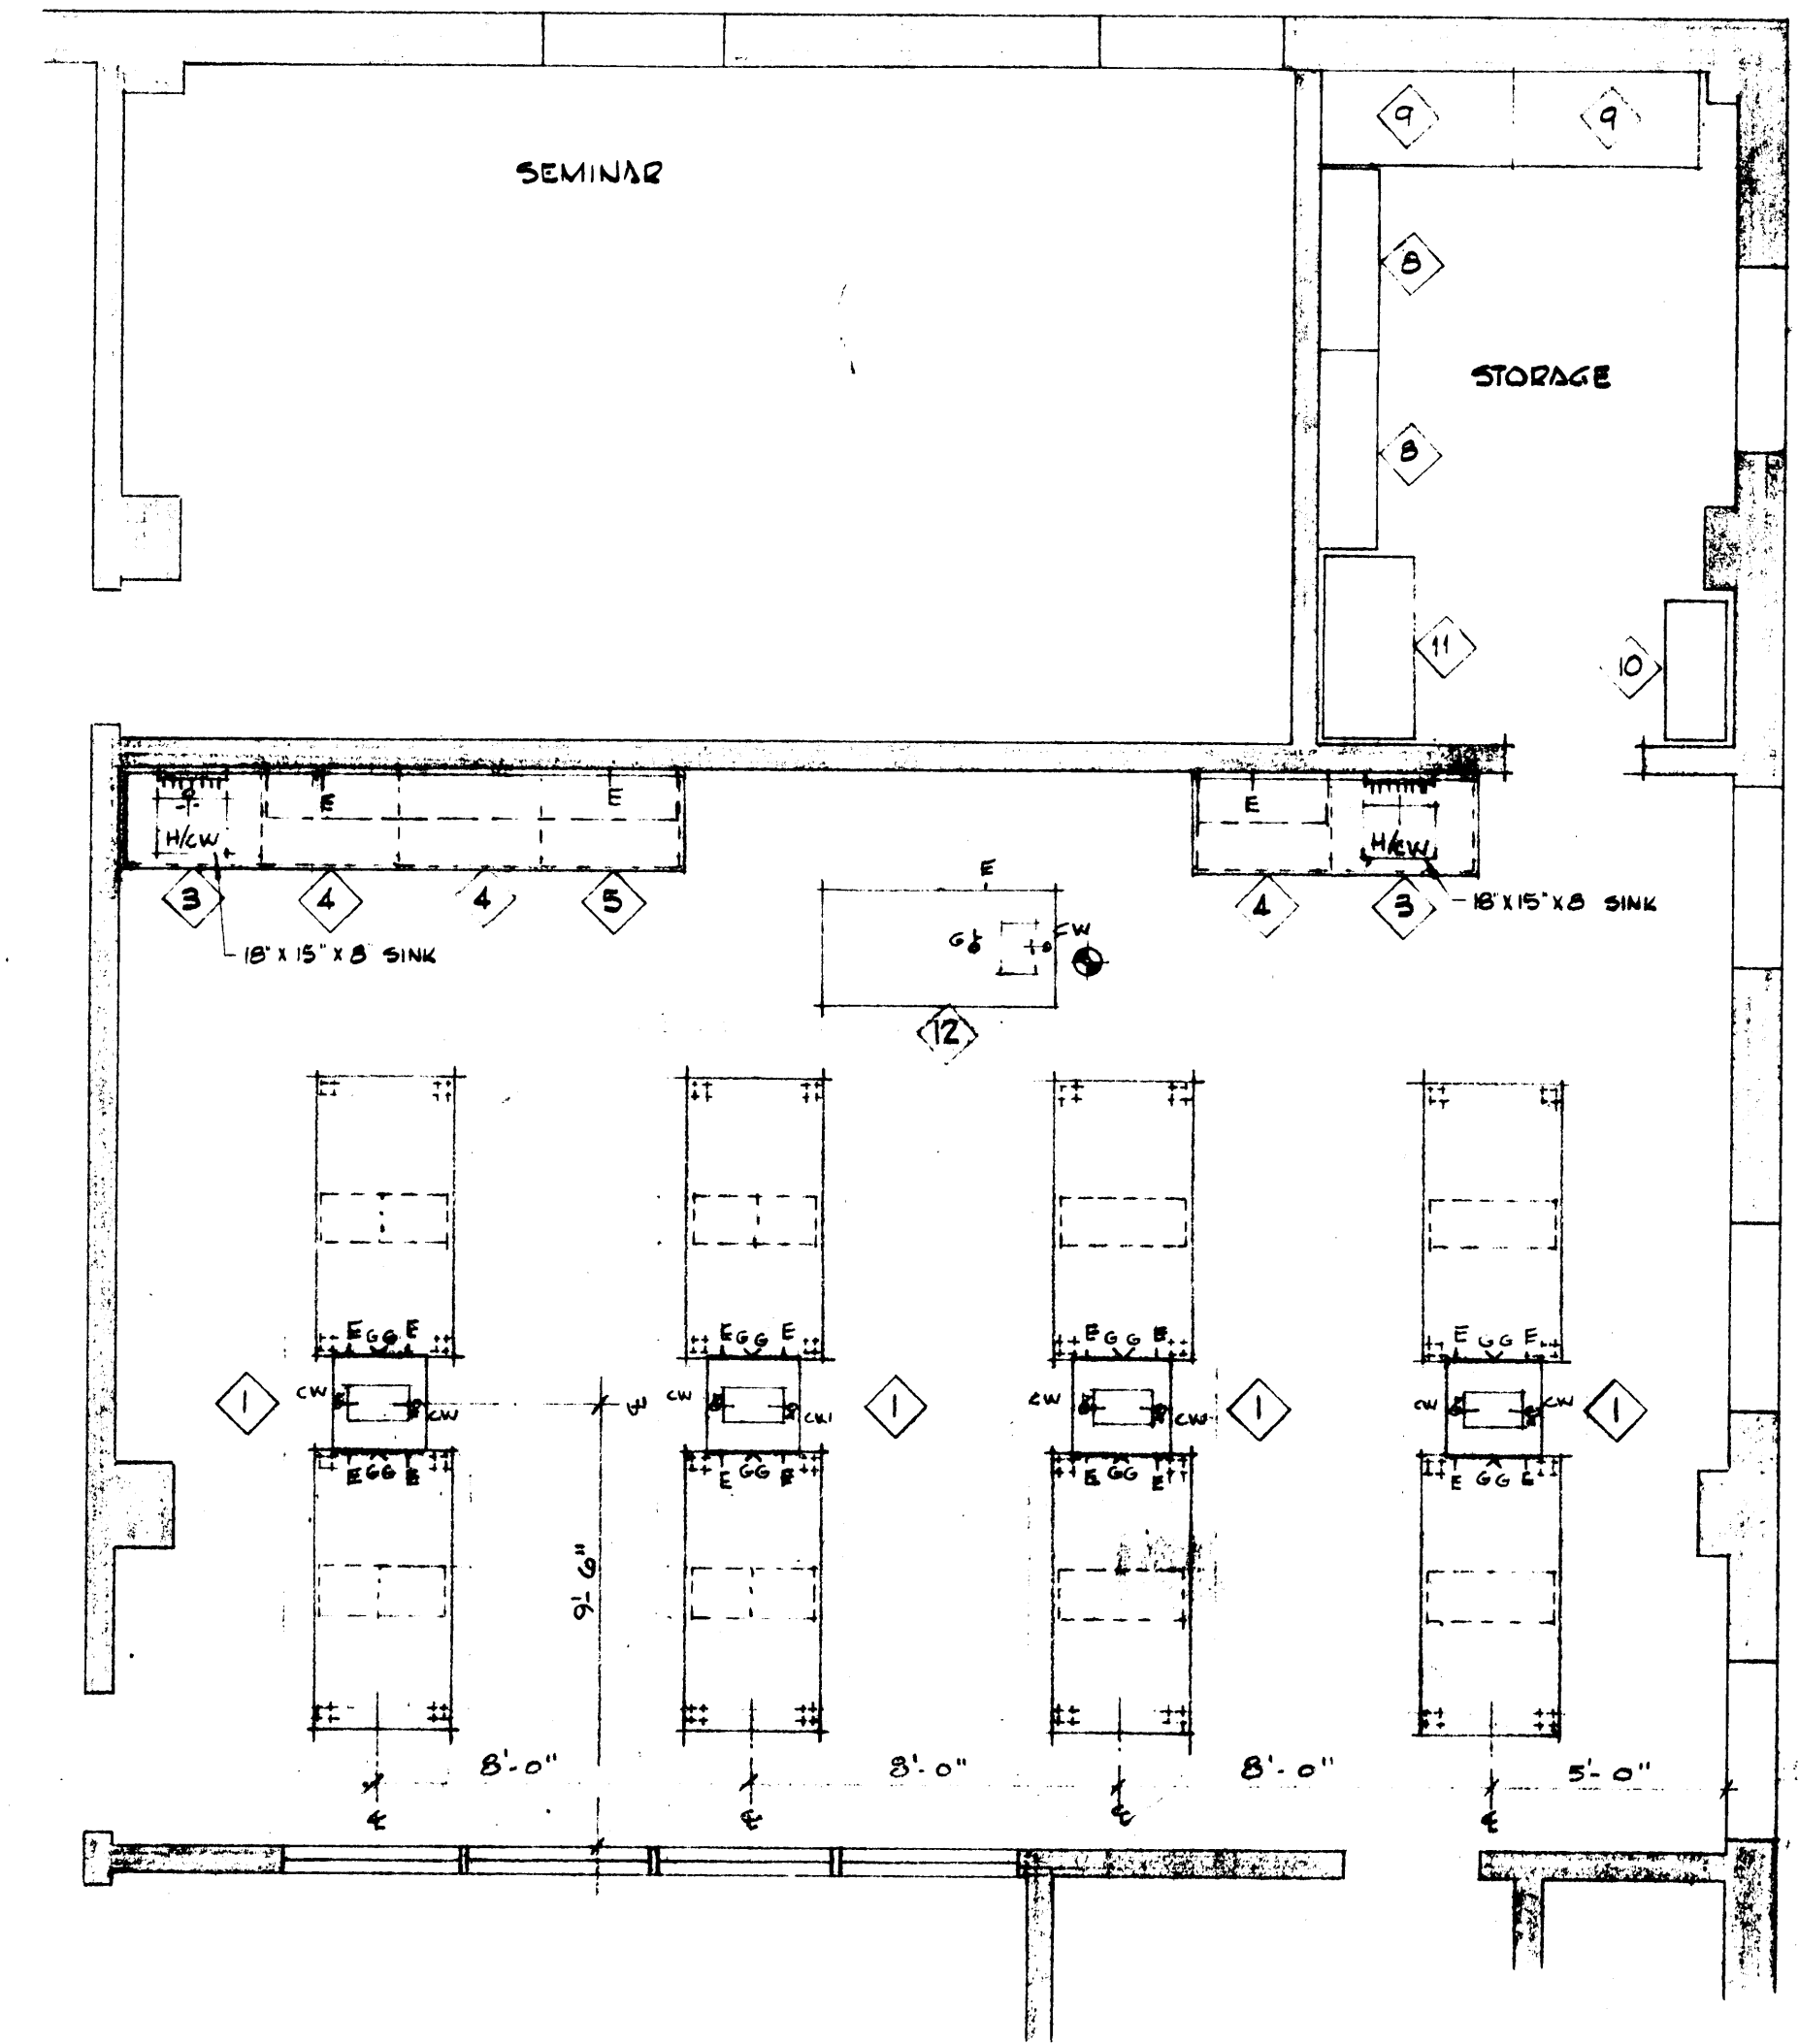 SEMINAR
9 9
8
STORAGE
8
11
10
E E E
H/CW H/CW
3 4 4 5 4 3
18" X 15" X 8 SINK
18" X 15" X 8 SINK
E
G CW
12
E G G E E G G E E G G E E G G E
1 CW CW CW CW 1 CW CW 1 CW CW 1
E G G E E G G E E G G E E G G E
9'-6"
8'-0" 8'-0" 8'-0" 5'-0"